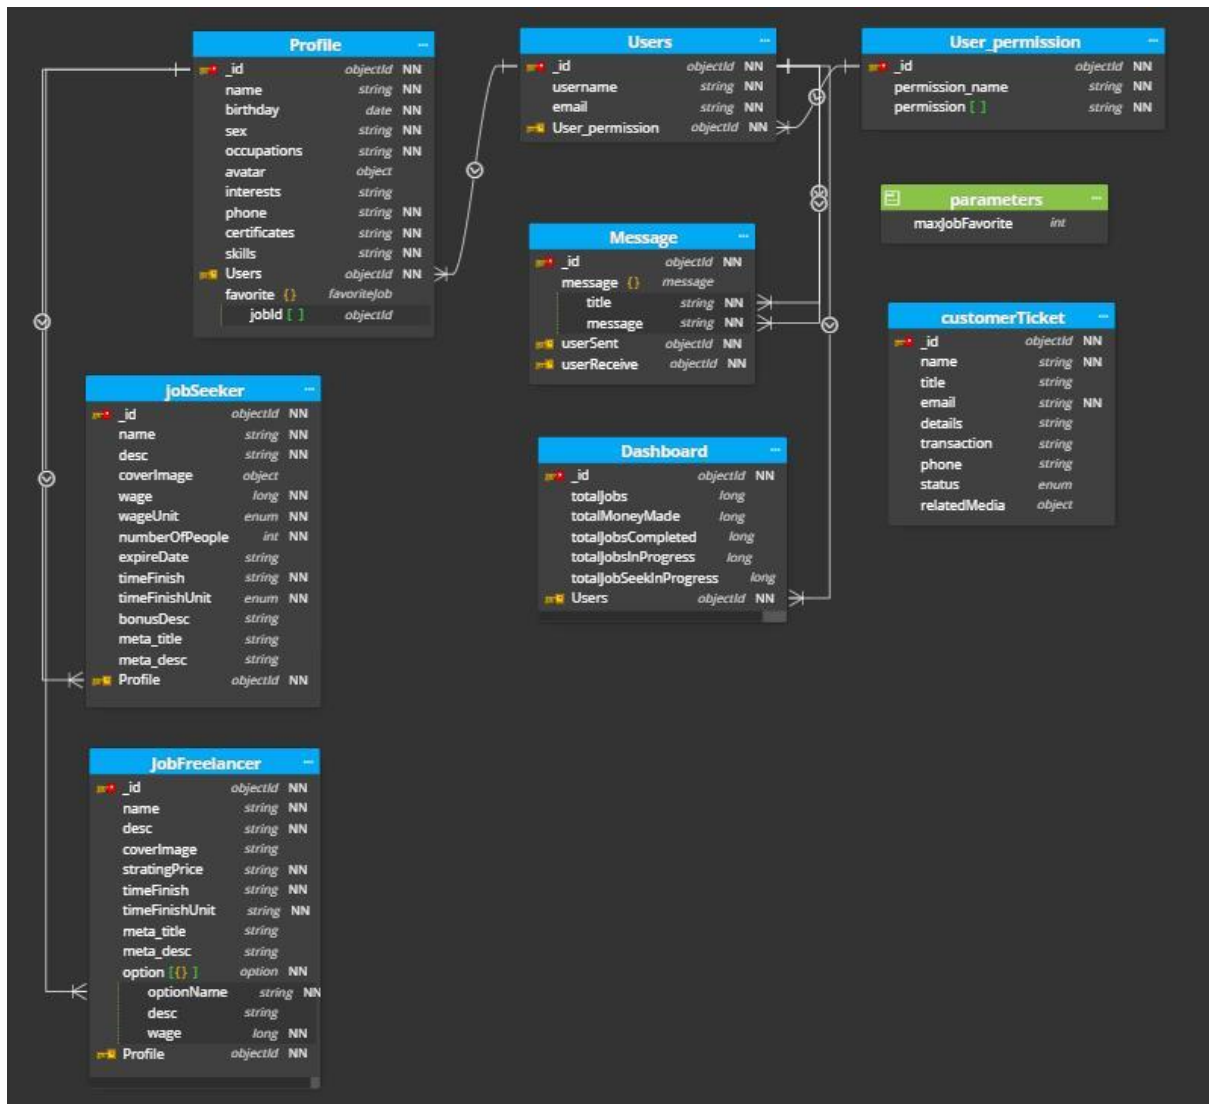 Profile ...
_id objectId NN
name string NN
birthday date NN
sex string NN
occupations string NN
avatar object
interests string
phone string NN
certificates string NN
skills string NN
Users objectId NN
favorite {} favoriteJob
jobId [ ] objectId
Users ...
_id objectId NN
username string NN
email string NN
User_permission objectId NN
User_permission ...
_id objectId NN
permission_name string NN
permission [ ] string NN
parameters ...
maxJobFavorite int
Message ...
_id objectId NN
message {} message
title string NN
message string NN
userSent objectId NN
userReceive objectId NN
customerTicket ...
_id objectId NN
name string NN
title string
email string NN
details string
transaction string
phone string
status enum
relatedMedia object
jobSeeker ...
_id objectId NN
name string NN
desc string NN
coverImage object
wage long NN
wageUnit enum NN
numberOfPeople int NN
expireDate string
timeFinish string NN
timeFinishUnit enum NN
bonusDesc string
meta_title string
meta_desc string
Profile objectId NN
Dashboard ...
_id objectId NN
totalJobs long
totalMoneyMade long
totalJobsCompleted long
totalJobsInProgress long
totalJobSeekInProgress long
Users objectId NN
JobFreelancer ...
_id objectId NN
name string NN
desc string NN
coverImage string
stratingPrice string NN
timeFinish string NN
timeFinishUnit string NN
meta_title string
meta_desc string
option [{} ] option NN
optionName string NN
desc string
wage long NN
Profile objectId NN